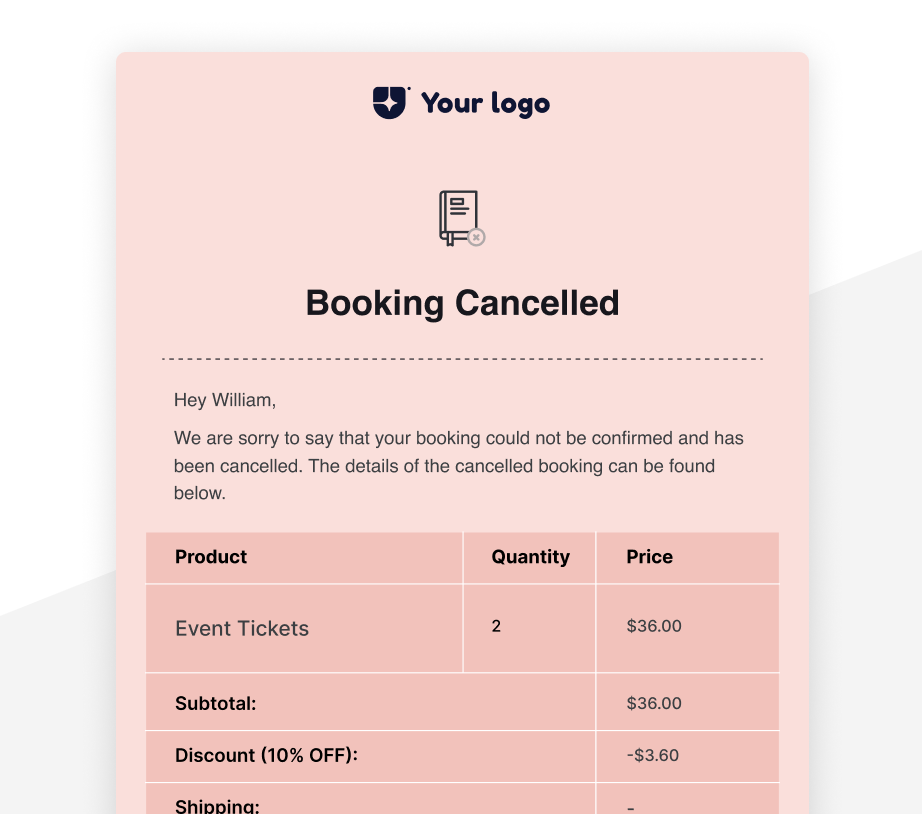 Your logo
Booking Cancelled
Hey William,
We are sorry to say that your booking could not be confirmed and has
been cancelled. The details of the cancelled booking can be found
below.
Product Quantity Price
Event Tickets 2 $36.00
Subtotal: $36.00
Discount (10% OFF): -$3.60
Shipping: -